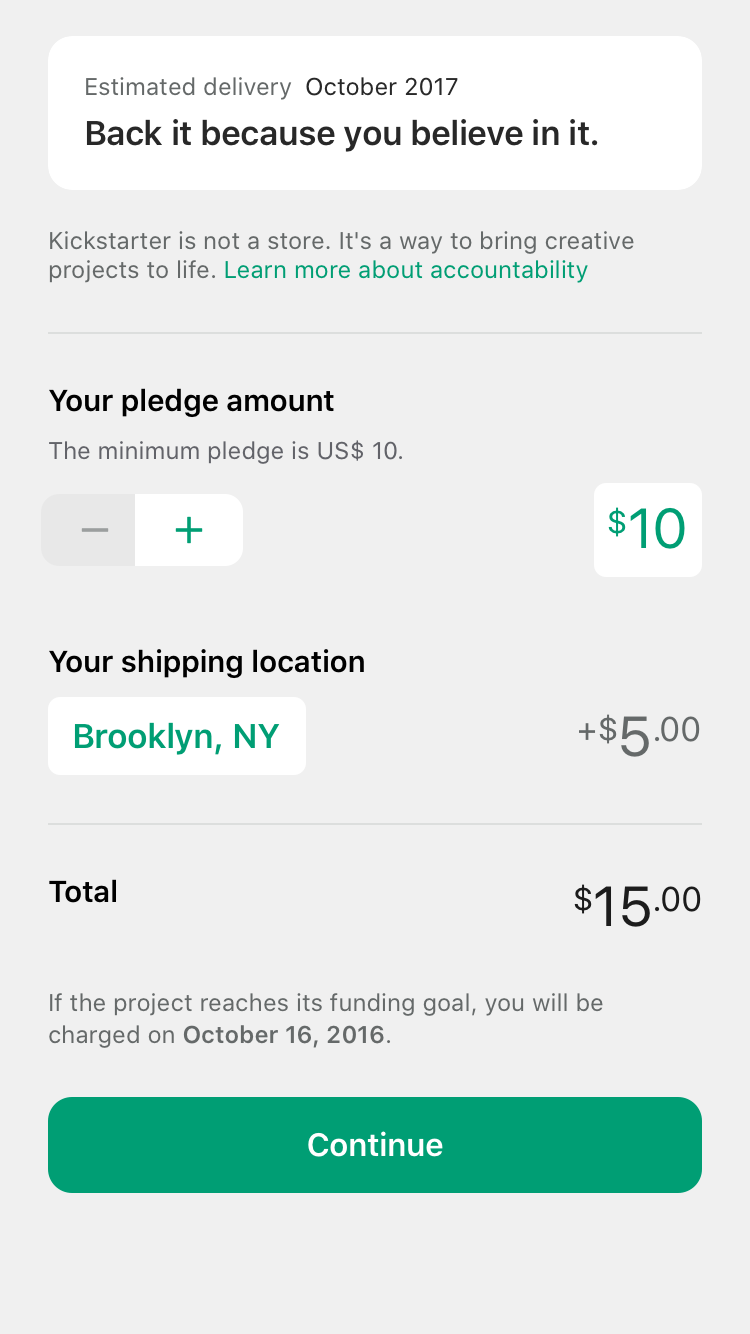 Estimated delivery October 2017
Back it because you believe in it.
Kickstarter is not a store. It's a way to bring creative
projects to life. Learn more about accountability
Your pledge amount
The minimum pledge is US$ 10.
− + $10
Your shipping location
Brooklyn, NY +$5.00
Total $15.00
If the project reaches its funding goal, you will be
charged on October 16, 2016.
Continue